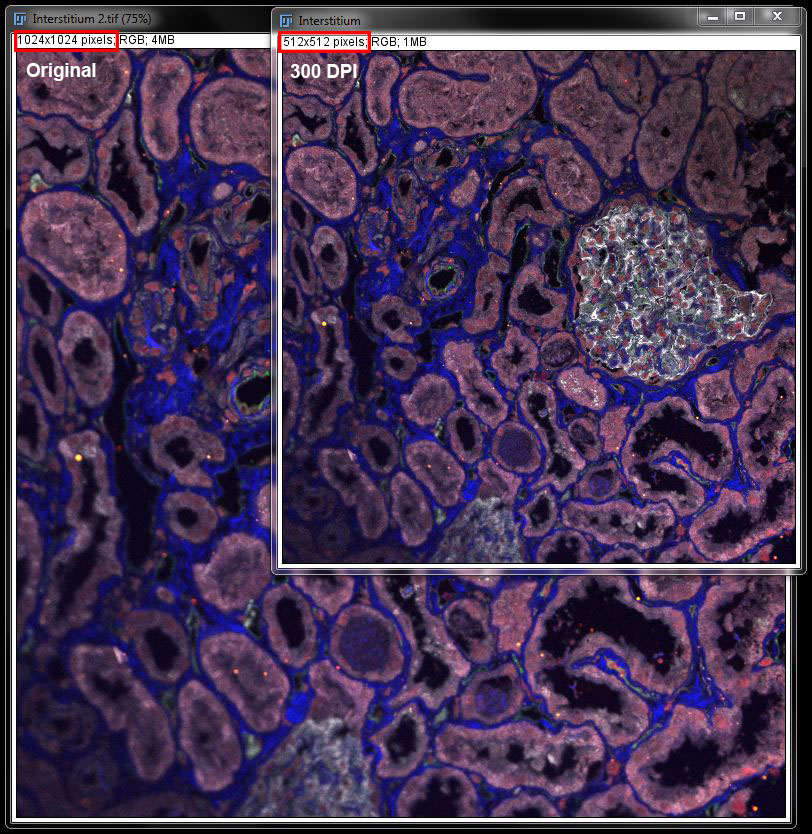 Interstitium 2.tif (75%)
1024x1024 pixels; RGB; 4MB
Original
Interstitium
512x512 pixels; RGB; 1MB
300 DPI